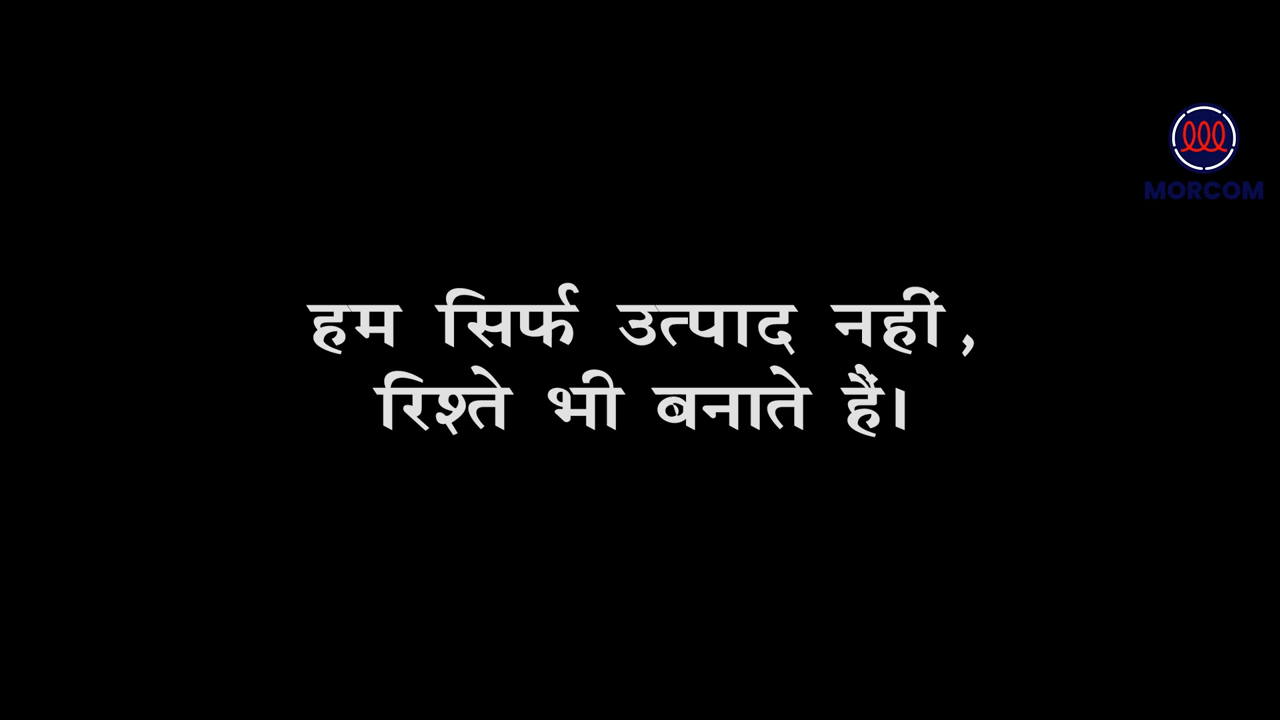 MORCOM
हम सिर्फ उत्पाद नहीं,
रिश्ते भी बनाते हैं।